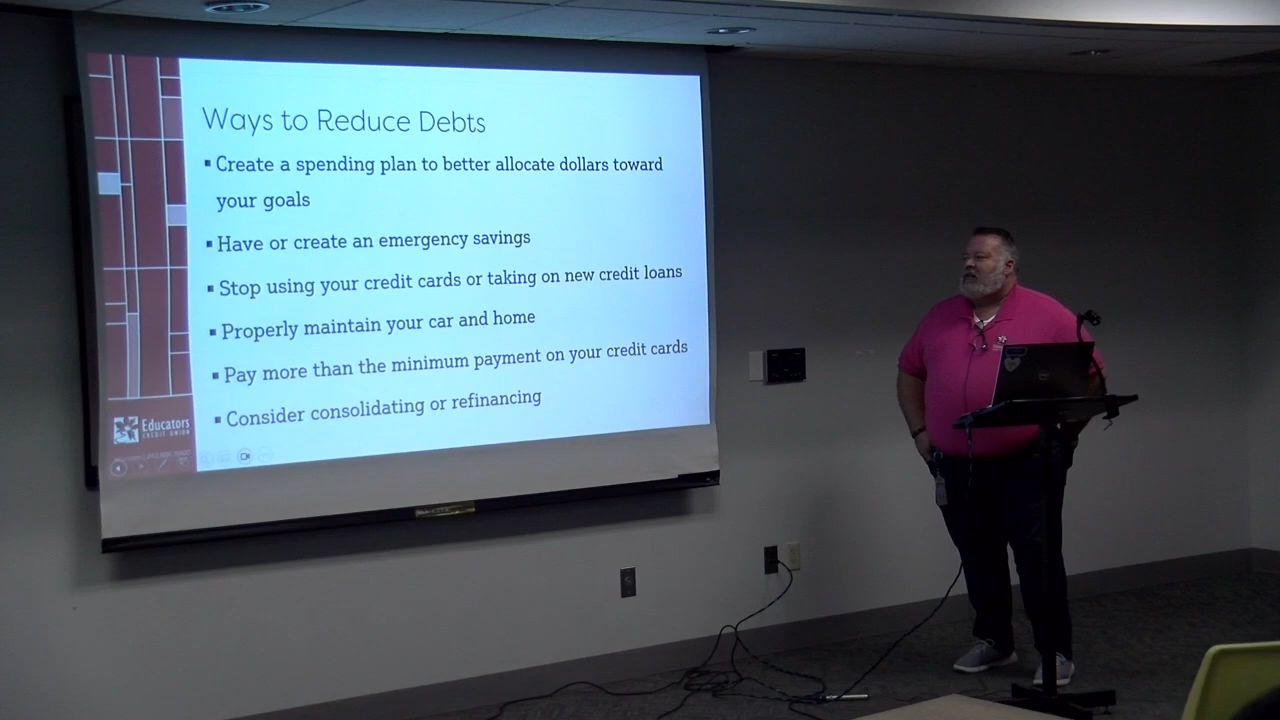 Ways to Reduce Debts
▪ Create a spending plan to better allocate dollars toward
your goals
▪ Have or create an emergency savings
▪ Stop using your credit cards or taking on new credit loans
▪ Properly maintain your car and home
▪ Pay more than the minimum payment on your credit cards
▪ Consider consolidating or refinancing
Educators
CREDIT UNION